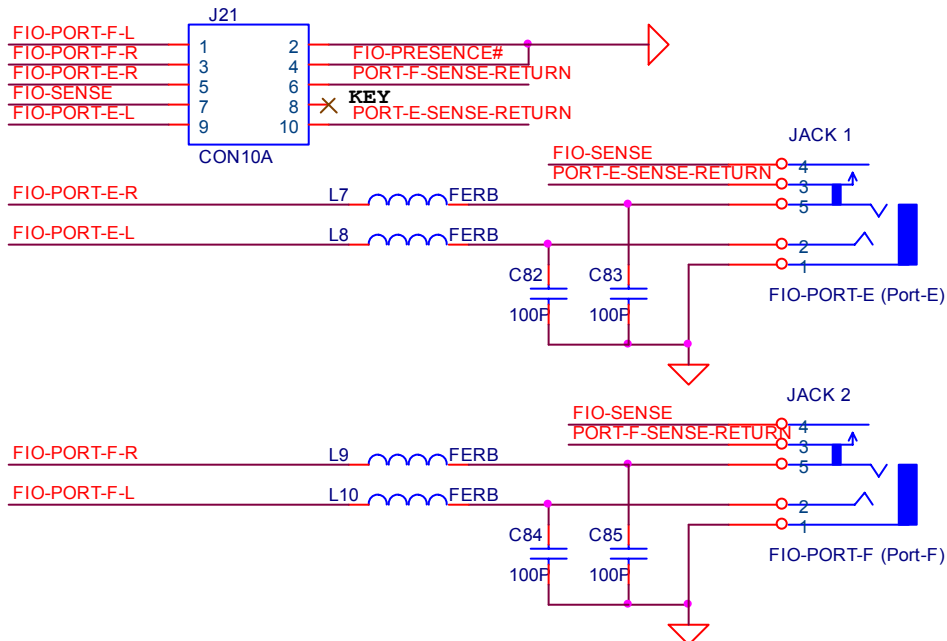 J21
FIO-PORT-F-L 1 2
FIO-PORT-F-R 3 4 FIO-PRESENCE#
FIO-PORT-E-R 5 6 PORT-F-SENSE-RETURN
FIO-SENSE 7 8 KEY
FIO-PORT-E-L 9 10 PORT-E-SENSE-RETURN
CON10A
JACK 1
FIO-SENSE 4
PORT-E-SENSE-RETURN 3
FIO-PORT-E-R L7 FERB 5
FIO-PORT-E-L L8 FERB 2
1
C82 C83
100P 100P
FIO-PORT-E (Port-E)
JACK 2
FIO-SENSE 4
PORT-F-SENSE-RETURN 3
FIO-PORT-F-R L9 FERB 5
FIO-PORT-F-L L10 FERB 2
1
C84 C85
100P 100P
FIO-PORT-F (Port-F)